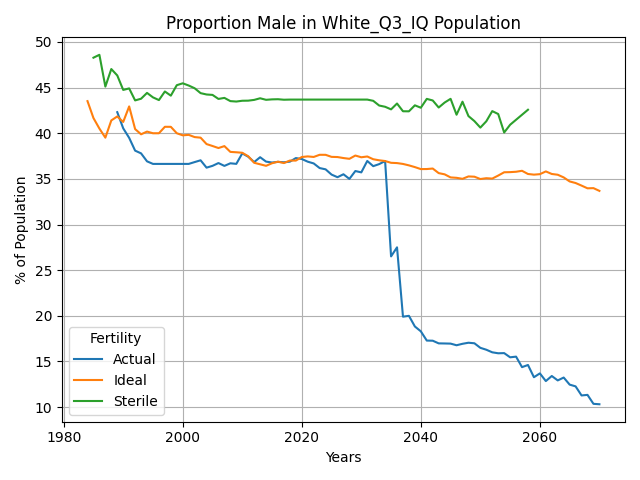 Proportion Male in White_Q3_IQ Population
% of Population
50
45
40
35
30
25
20
15
10
Fertility
Actual
Ideal
Sterile
1980
2000
2020
2040
2060
Years